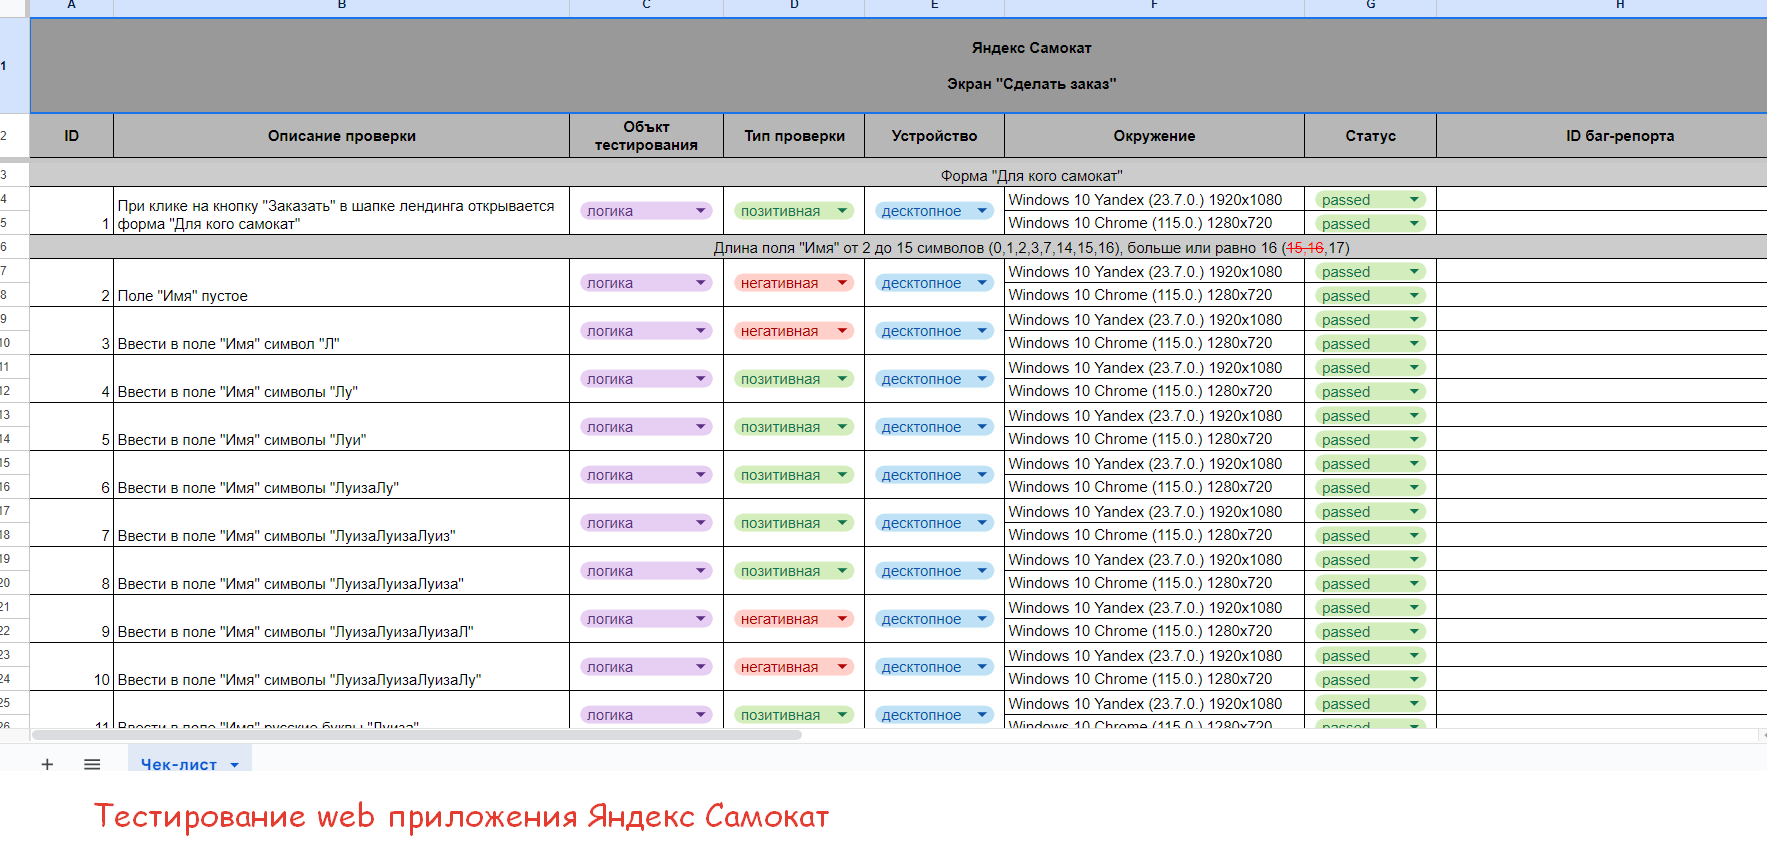 A B C D E F G H
1 Яндекс Самокат
Экран "Сделать заказ"
2 ID Описание проверки Объкт тестирования Тип проверки Устройство Окружение Статус ID баг-репорта
3 Форма "Для кого самокат"
4 При клике на кнопку "Заказать" в шапке лендинга открывается логика позитивная десктопное Windows 10 Yandex (23.7.0.) 1920x1080 passed
5 1 форма "Для кого самокат" Windows 10 Chrome (115.0.) 1280x720 passed
6 Длина поля "Имя" от 2 до 15 символов (0,1,2,3,7,14,15,16), больше или равно 16 (15,16,17)
7 логика негативная десктопное Windows 10 Yandex (23.7.0.) 1920x1080 passed
8 2 Поле "Имя" пустое Windows 10 Chrome (115.0.) 1280x720 passed
9 логика негативная десктопное Windows 10 Yandex (23.7.0.) 1920x1080 passed
10 3 Ввести в поле "Имя" символ "Л" Windows 10 Chrome (115.0.) 1280x720 passed
11 логика позитивная десктопное Windows 10 Yandex (23.7.0.) 1920x1080 passed
12 4 Ввести в поле "Имя" символы "Лу" Windows 10 Chrome (115.0.) 1280x720 passed
13 логика позитивная десктопное Windows 10 Yandex (23.7.0.) 1920x1080 passed
14 5 Ввести в поле "Имя" символы "Луи" Windows 10 Chrome (115.0.) 1280x720 passed
15 логика позитивная десктопное Windows 10 Yandex (23.7.0.) 1920x1080 passed
16 6 Ввести в поле "Имя" символы "ЛуизаЛу" Windows 10 Chrome (115.0.) 1280x720 passed
17 логика позитивная десктопное Windows 10 Yandex (23.7.0.) 1920x1080 passed
18 7 Ввести в поле "Имя" символы "ЛуизаЛуизаЛуиз" Windows 10 Chrome (115.0.) 1280x720 passed
19 логика позитивная десктопное Windows 10 Yandex (23.7.0.) 1920x1080 passed
20 8 Ввести в поле "Имя" символы "ЛуизаЛуизаЛуиза" Windows 10 Chrome (115.0.) 1280x720 passed
21 логика негативная десктопное Windows 10 Yandex (23.7.0.) 1920x1080 passed
22 9 Ввести в поле "Имя" символы "ЛуизаЛуизаЛуизаЛ" Windows 10 Chrome (115.0.) 1280x720 passed
23 логика негативная десктопное Windows 10 Yandex (23.7.0.) 1920x1080 passed
24 10 Ввести в поле "Имя" символы "ЛуизаЛуизаЛуизаЛу" Windows 10 Chrome (115.0.) 1280x720 passed
25 логика позитивная десктопное Windows 10 Yandex (23.7.0.) 1920x1080 passed
26 11 Ввести в поле "Имя" русские буквы "Луиза" Windows 10 Chrome (115.0.) 1280x720 passed
Чек-лист
Тестирование web приложения Яндекс Самокат